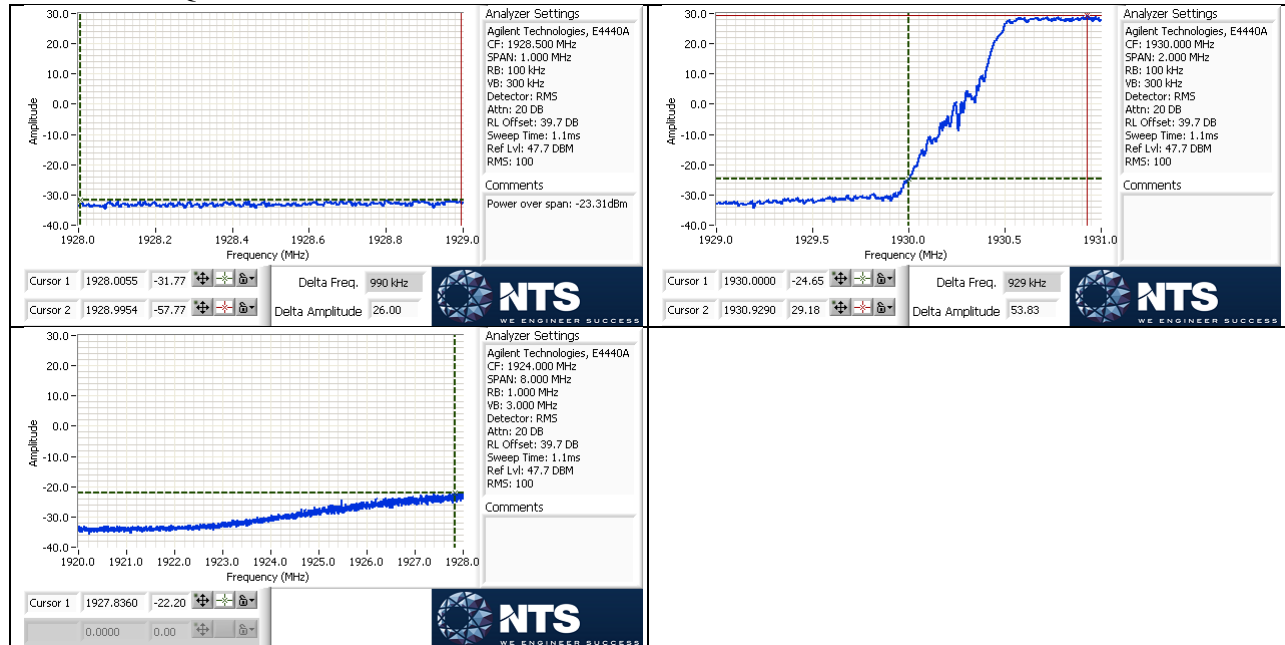 30.0
20.0
10.0
0.0
-10.0
-20.0
-30.0
-40.0
Amplitude
1928.0 1928.2 1928.4 1928.6 1928.8 1929.0
Frequency (MHz)
Analyzer Settings
Agilent Technologies, E4440A
CF: 1928.500 MHz
SPAN: 1.000 MHz
RB: 100 kHz
VB: 300 kHz
Detector: RMS
Attn: 20 DB
RL Offset: 39.7 DB
Sweep Time: 1.1ms
Ref Lvl: 47.7 DBM
RMS: 100
Comments
Power over span: -23.31dBm
Cursor 1 1928.0055 -31.77
Cursor 2 1928.9954 -57.77
Delta Freq. 990 kHz
Delta Amplitude 26.00
NTS
WE ENGINEER SUCCESS
30.0
20.0
10.0
0.0
-10.0
-20.0
-30.0
-40.0
Amplitude
1929.0 1929.5 1930.0 1930.5 1931.0
Frequency (MHz)
Analyzer Settings
Agilent Technologies, E4440A
CF: 1930.000 MHz
SPAN: 2.000 MHz
RB: 100 kHz
VB: 300 kHz
Detector: RMS
Attn: 20 DB
RL Offset: 39.7 DB
Sweep Time: 1.1ms
Ref Lvl: 47.7 DBM
RMS: 100
Comments
Cursor 1 1930.0000 -24.65
Cursor 2 1930.9290 29.18
Delta Freq. 929 kHz
Delta Amplitude 53.83
NTS
WE ENGINEER SUCCESS
30.0
20.0
10.0
0.0
-10.0
-20.0
-30.0
-40.0
Amplitude
1920.0 1921.0 1922.0 1923.0 1924.0 1925.0 1926.0 1927.0 1928.0
Frequency (MHz)
Analyzer Settings
Agilent Technologies, E4440A
CF: 1924.000 MHz
SPAN: 8.000 MHz
RB: 1.000 MHz
VB: 3.000 MHz
Detector: RMS
Attn: 20 DB
RL Offset: 39.7 DB
Sweep Time: 1.1ms
Ref Lvl: 47.7 DBM
RMS: 100
Comments
Cursor 1 1927.8360 -22.20
0.0000 0.00
NTS
WE ENGINEER SUCCESS